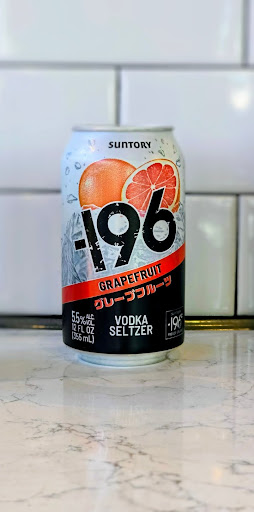 SUNTORY
-196
GRAPEFRUIT
グレープフルーツ
5.5% ALC/VOL
12 FL OZ
(355 mL)
VODKA
SELTZER
-196